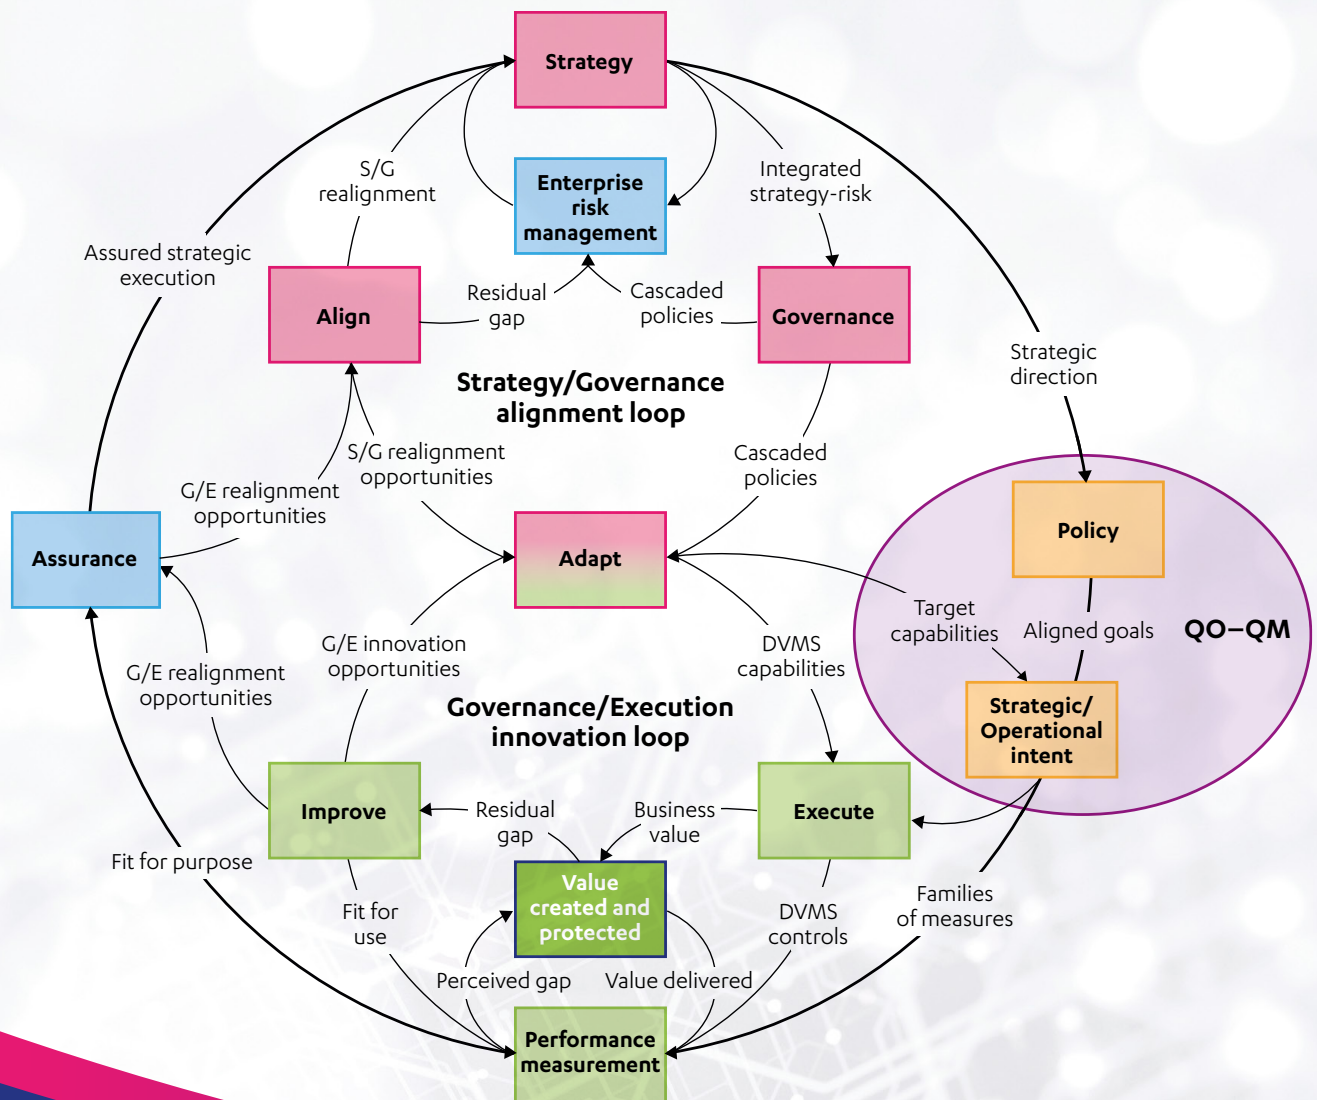 Strategy
S/G
realignment
Enterprise
risk
management
Integrated
strategy-risk
Assured strategic
execution
Align
Residual
gap
Cascaded
policies
Governance
Strategic
direction
Strategy/Governance
alignment loop
S/G realignment
opportunities
Cascaded
policies
G/E realignment
opportunities
Assurance
Adapt
Policy
Target
capabilities
Aligned goals
QO–QM
G/E innovation
opportunities
DVMS
capabilities
G/E realignment
opportunities
Governance/Execution
innovation loop
Strategic/
Operational
intent
Improve
Residual
gap
Business
value
Execute
Fit for purpose
Value
created and
protected
Fit for
use
DVMS
controls
Families
of measures
Perceived gap
Value delivered
Performance
measurement